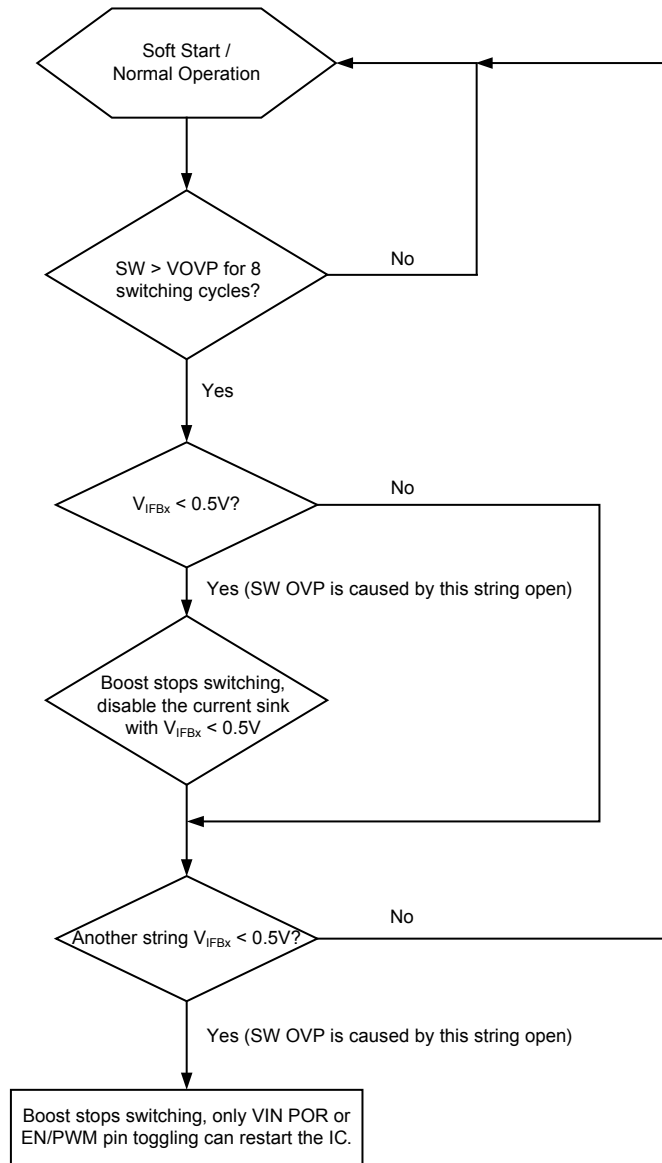 Soft Start /
Normal Operation
SW > VOVP for 8
switching cycles?
No
Yes
V_IFBx < 0.5V?
No
Yes (SW OVP is caused by this string open)
Boost stops switching,
disable the current sink
with V_IFBx < 0.5V
Another string V_IFBx < 0.5V?
No
Yes (SW OVP is caused by this string open)
Boost stops switching, only VIN POR or
EN/PWM pin toggling can restart the IC.